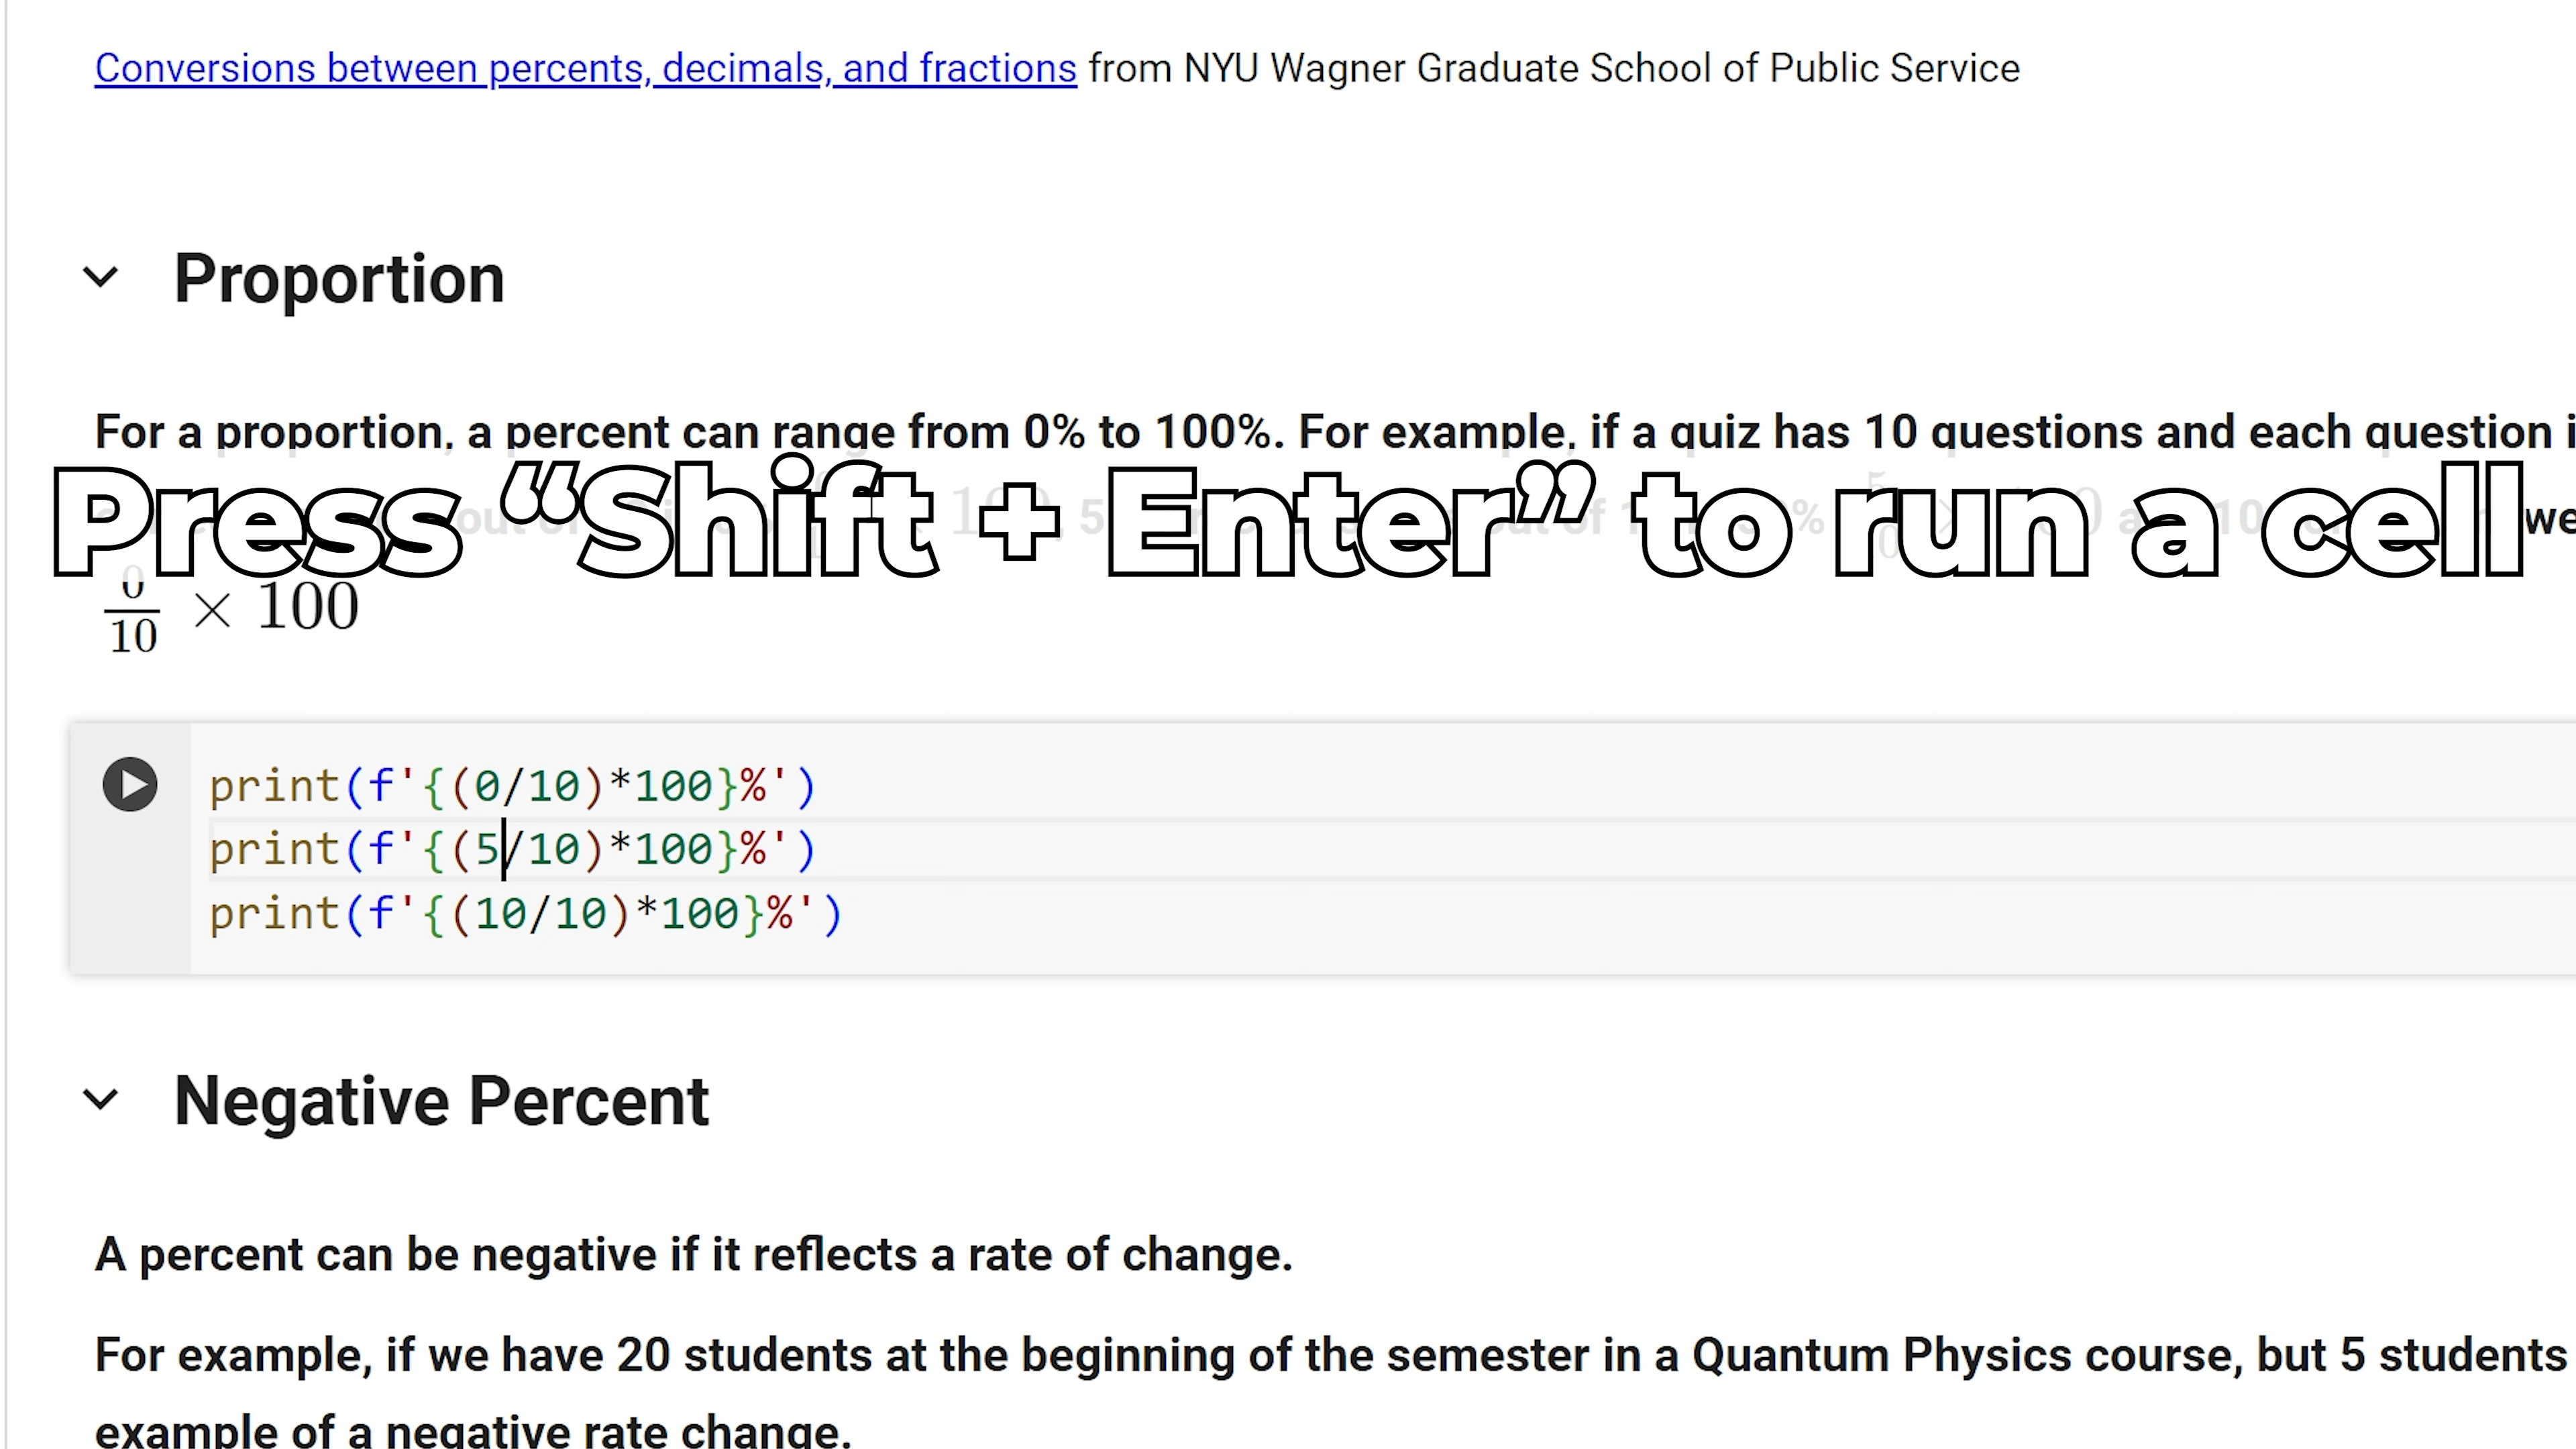 Conversions between percents, decimals, and fractions from NYU Wagner Graduate School of Public Service
Proportion
For a proportion, a percent can range from 0% to 100%. For example, if a quiz has 10 questions and each question i
Press “Shift + Enter” to run a cell
0/10 × 100
print(f'{(0/10)*100}%')
print(f'{(5/10)*100}%')
print(f'{(10/10)*100}%')
Negative Percent
A percent can be negative if it reflects a rate of change.
For example, if we have 20 students at the beginning of the semester in a Quantum Physics course, but 5 students
example of a negative rate change.